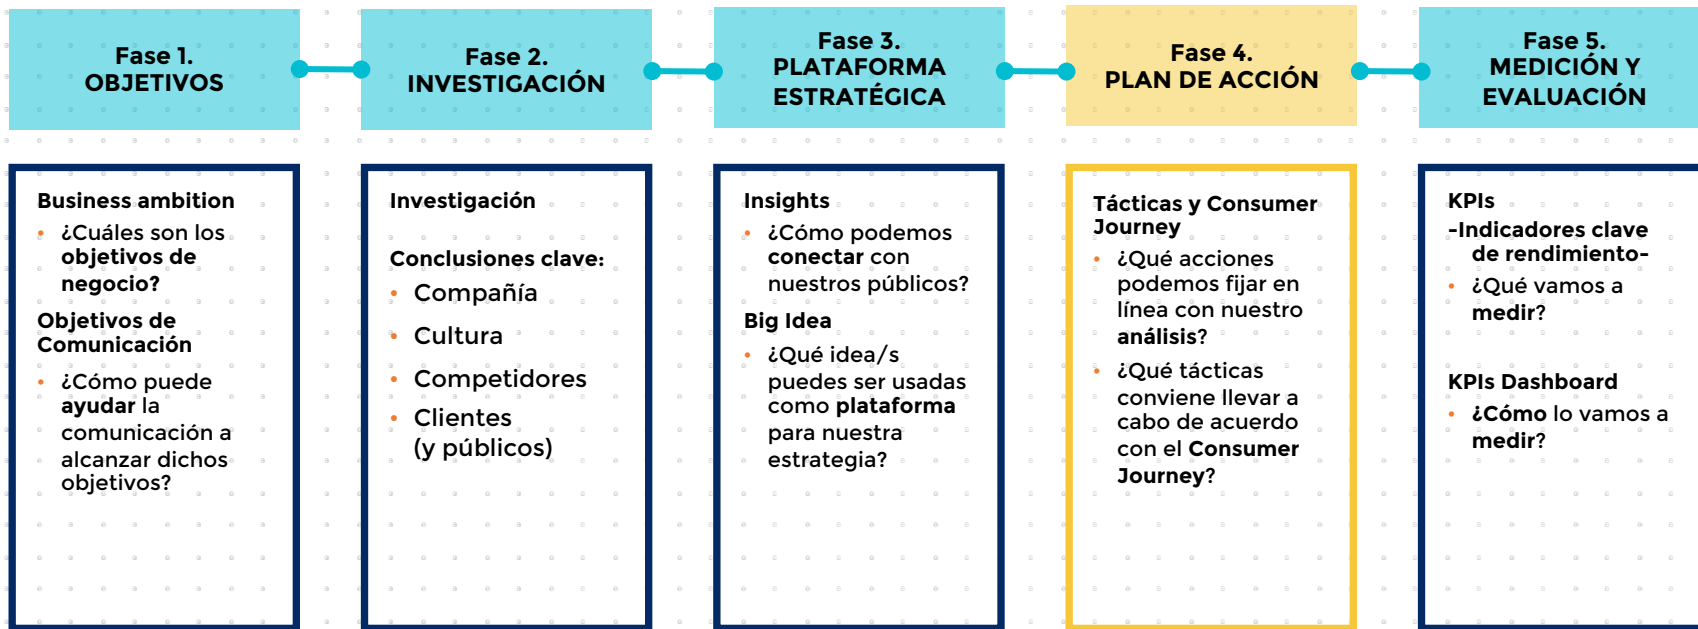 Fase 1.
OBJETIVOS
Fase 2.
INVESTIGACIÓN
Fase 3.
PLATAFORMA
ESTRATÉGICA
Fase 4.
PLAN DE ACCIÓN
Fase 5.
MEDICIÓN Y
EVALUACIÓN
Business ambition
• ¿Cuáles son los
objetivos de
negocio?
Objetivos de
Comunicación
• ¿Cómo puede
ayudar la
comunicación a
alcanzar dichos
objetivos?
Investigación
Conclusiones clave:
• Compañía
• Cultura
• Competidores
• Clientes
(y públicos)
Insights
• ¿Cómo podemos
conectar con
nuestros públicos?
Big Idea
• ¿Qué idea/s
puedes ser usadas
como plataforma
para nuestra
estrategia?
Tácticas y Consumer
Journey
• ¿Qué acciones
podemos fijar en
línea con nuestro
análisis?
• ¿Qué tácticas
conviene llevar a
cabo de acuerdo
con el Consumer
Journey?
KPIs
-Indicadores clave
de rendimiento-
• ¿Qué vamos a
medir?
KPIs Dashboard
• ¿Cómo lo vamos a
medir?